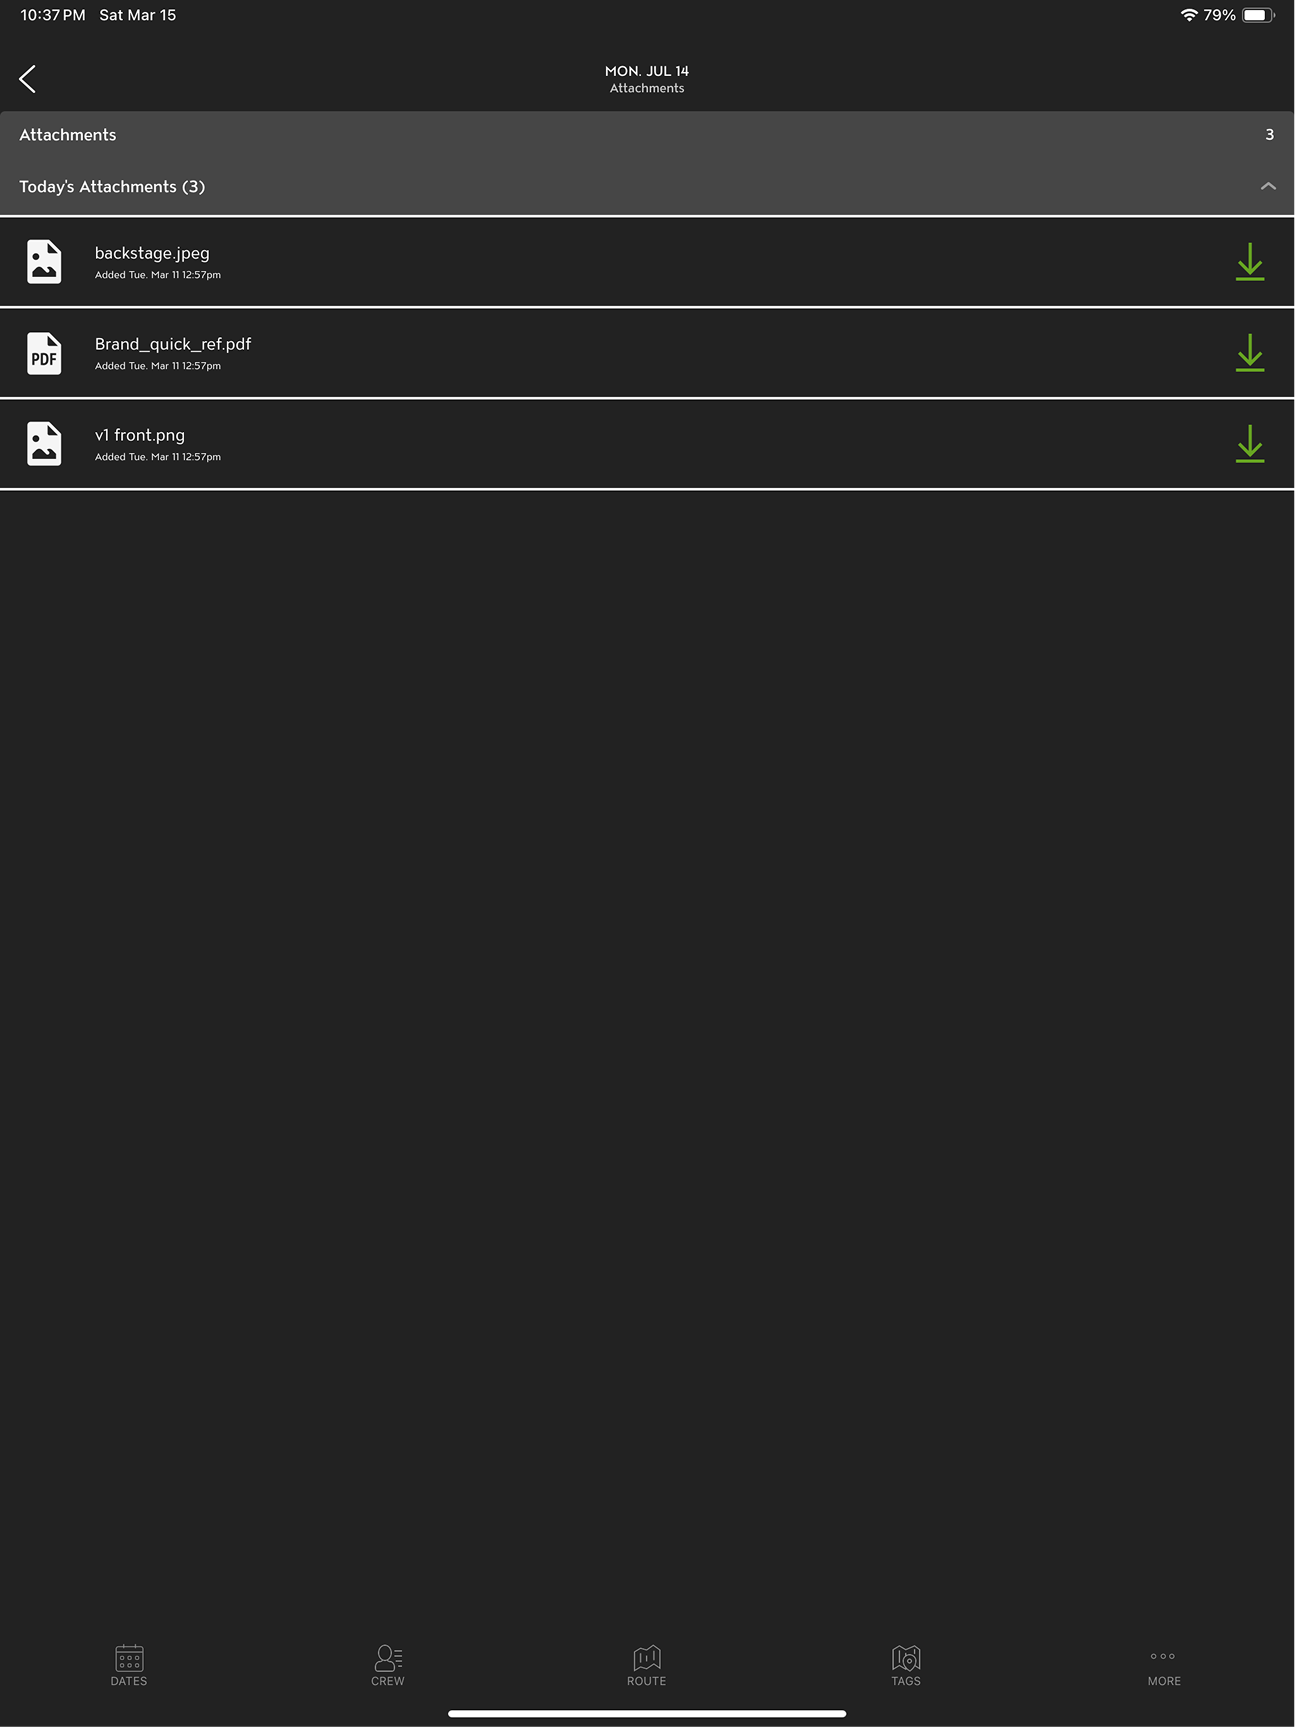 10:37 PM Sat Mar 15 79%
MON. JUL 14
Attachments
Attachments 3
Today's Attachments (3)
backstage.jpeg
Added Tue. Mar 11 12:57pm
PDF
Brand_quick_ref.pdf
Added Tue. Mar 11 12:57pm
v1 front.png
Added Tue. Mar 11 12:57pm
DATES CREW ROUTE TAGS MORE